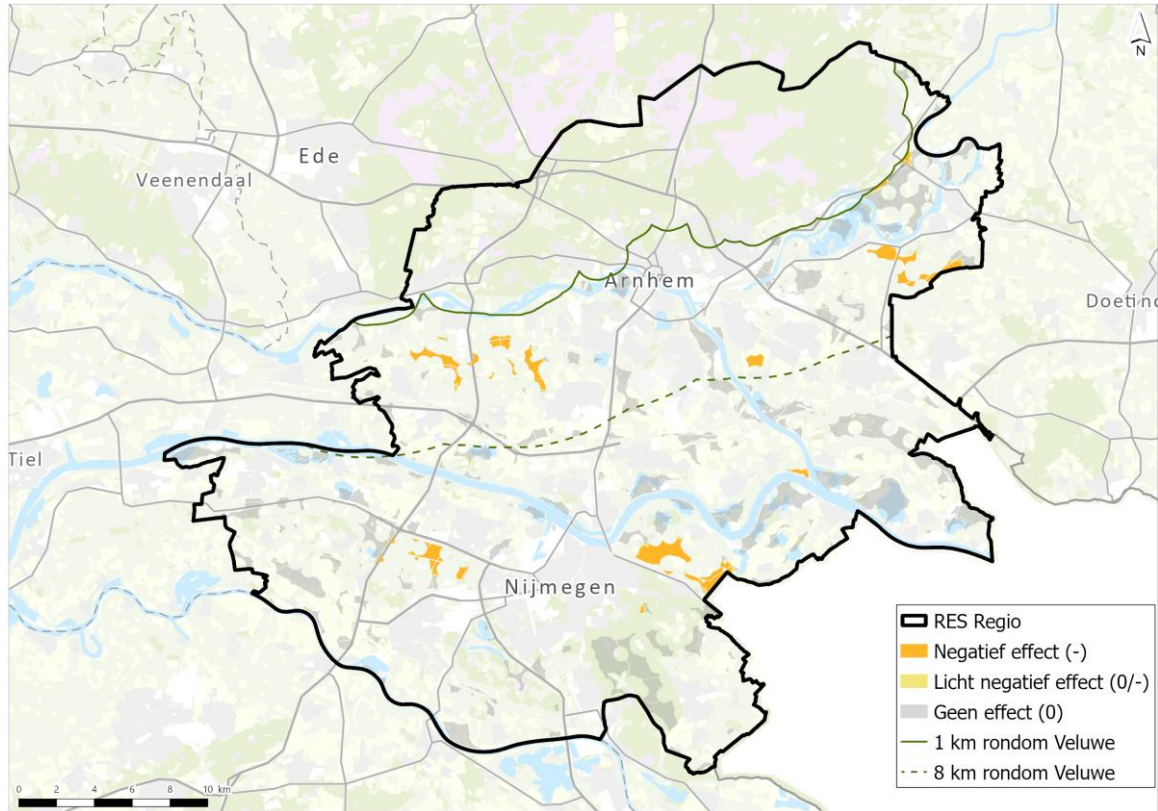 N
Ede
Veenendaal
Arnhem
Doetinc
Tiel
Nijmegen
RES Regio
Negatief effect (-)
Licht negatief effect (0/-)
Geen effect (0)
1 km rondom Veluwe
8 km rondom Veluwe
0 2 4 6 8 10 km